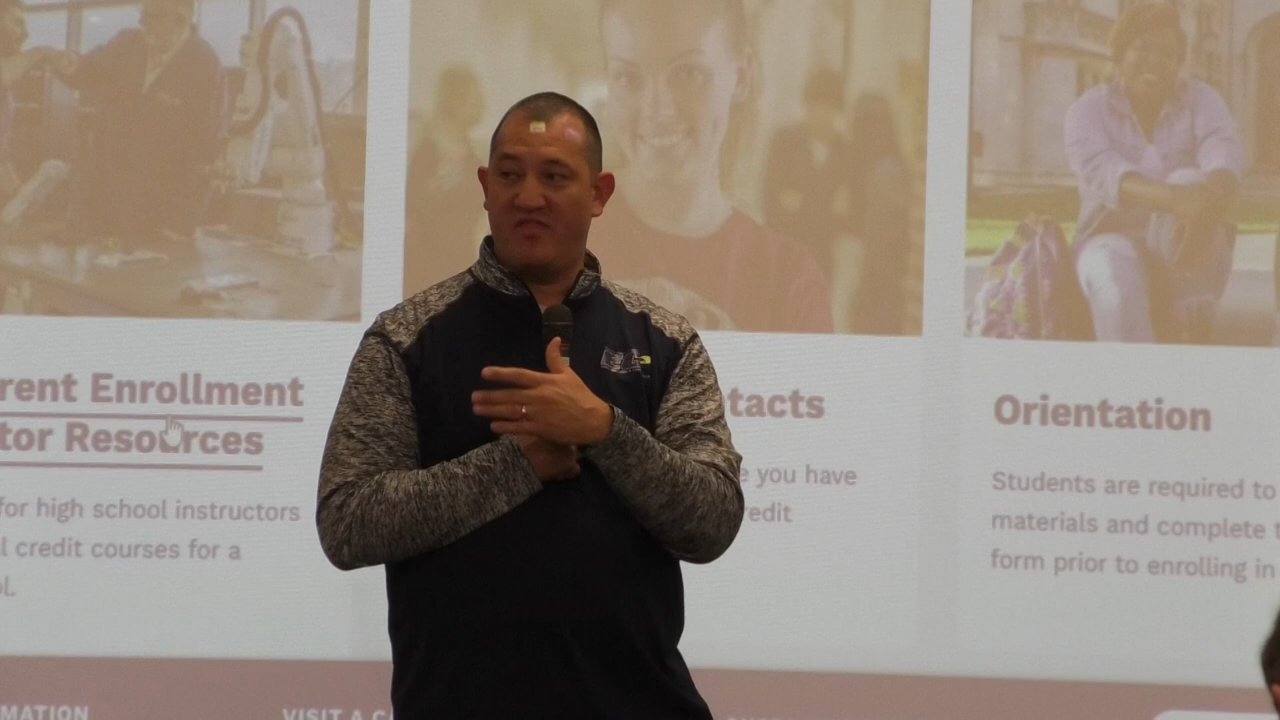 rent Enrollment
tor Resources
for high school instructors
l credit courses for a
ol.
tacts
e you have
redit
Orientation
Students are required to
materials and complete
form prior to enrolling in
MATION
VISIT A C